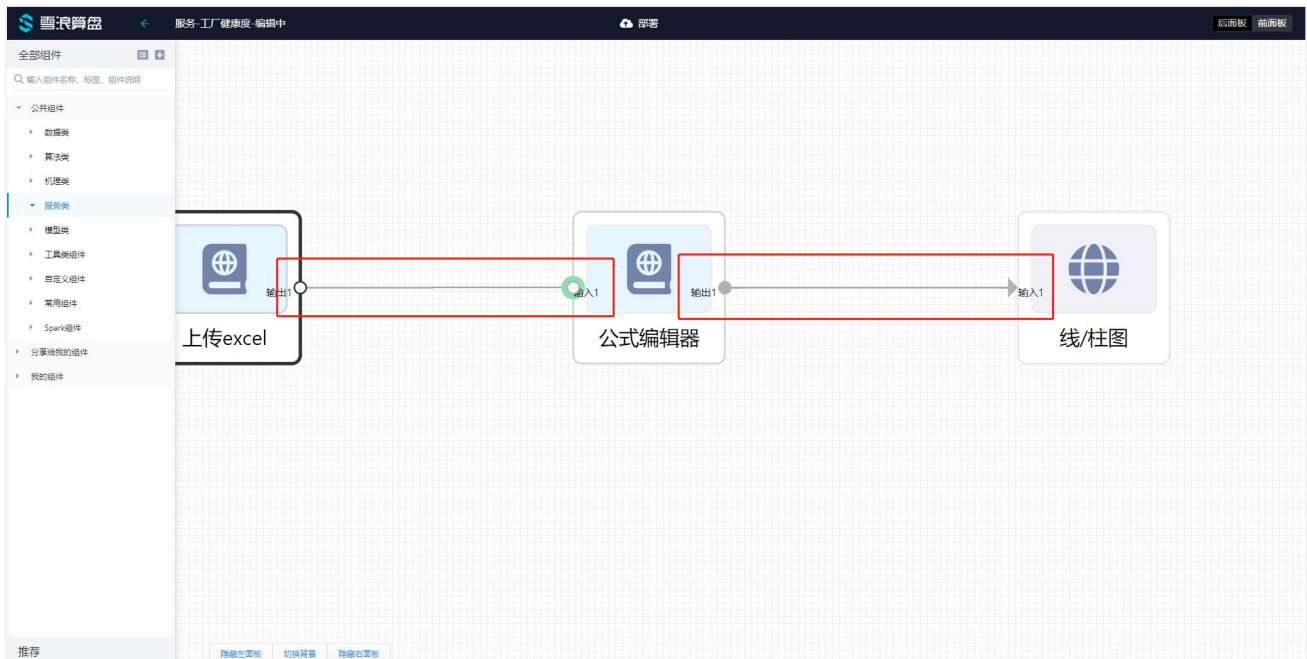 雪浪算盘
服务-工厂健康度-编辑中
部署
后面板 前面板
全部组件
输入组件名称、标签、组件说明
公共组件
数据类
算法类
机理类
服务类
模型类
工具类组件
自定义组件
常用组件
Spark组件
分享给我的组件
我的组件
输出1
上传excel
输入1
输出1
公式编辑器
输入1
线/柱图
推荐
隐藏左面板 切换背景 隐藏右面板